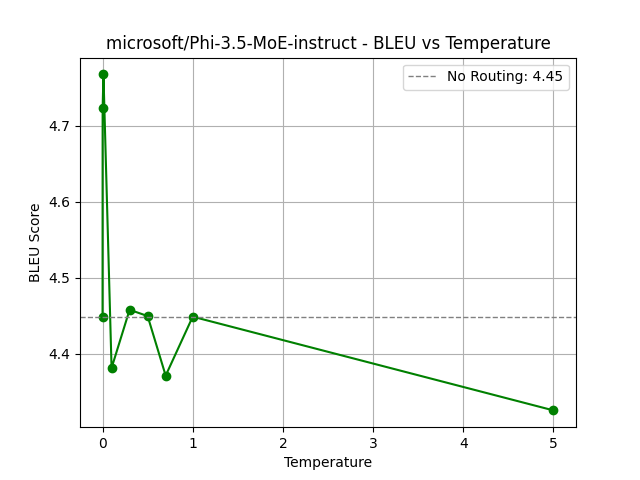 microsoft/Phi-3.5-MoE-instruct - BLEU vs Temperature
No Routing: 4.45
BLEU Score
4.7
4.6
4.5
4.4
0 1 2 3 4 5
Temperature